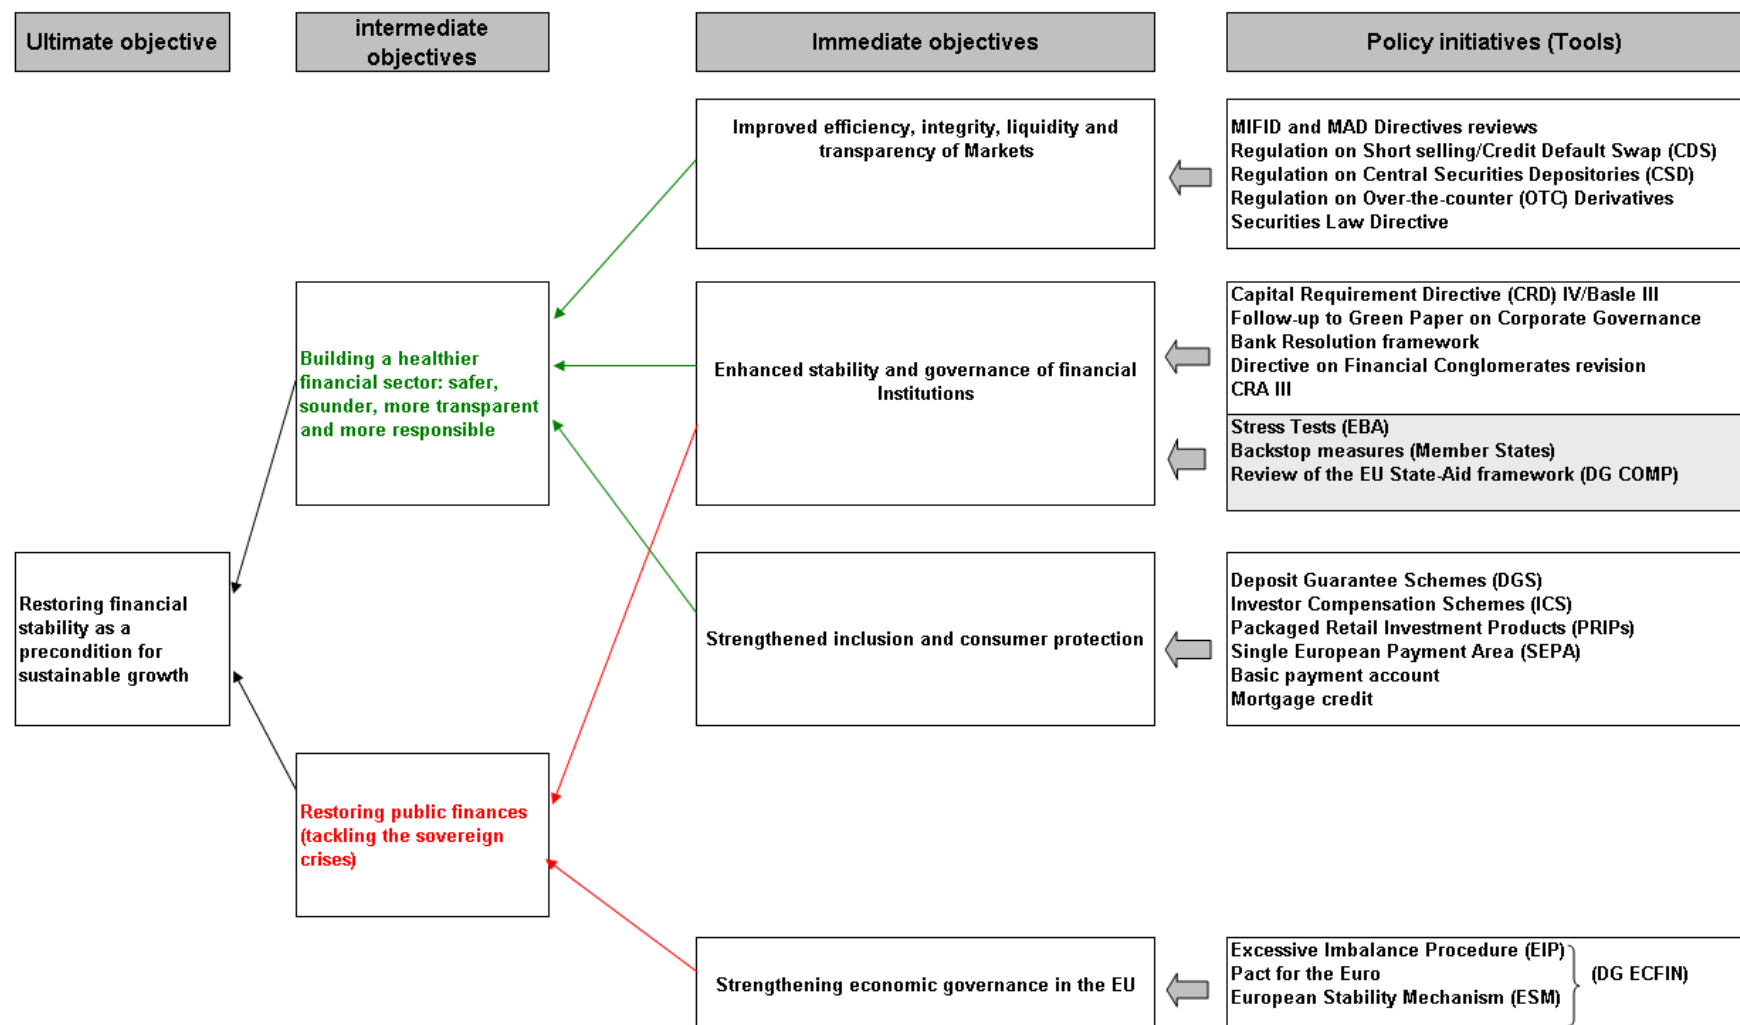 Ultimate objective
intermediate
objectives
Immediate objectives
Policy initiatives (Tools)
Improved efficiency, integrity, liquidity and
transparency of Markets
MIFID and MAD Directives reviews
Regulation on Short selling/Credit Default Swap (CDS)
Regulation on Central Securities Depositories (CSD)
Regulation on Over-the-counter (OTC) Derivatives
Securities Law Directive
Building a healthier
financial sector: safer,
sounder, more transparent
and more responsible
Enhanced stability and governance of financial
Institutions
Capital Requirement Directive (CRD) IV/Basle III
Follow-up to Green Paper on Corporate Governance
Bank Resolution framework
Directive on Financial Conglomerates revision
CRA III
Stress Tests (EBA)
Backstop measures (Member States)
Review of the EU State-Aid framework (DG COMP)
Restoring financial
stability as a
precondition for
sustainable growth
Strengthened inclusion and consumer protection
Deposit Guarantee Schemes (DGS)
Investor Compensation Schemes (ICS)
Packaged Retail Investment Products (PRIPs)
Single European Payment Area (SEPA)
Basic payment account
Mortgage credit
Restoring public finances
(tackling the sovereign
crises)
Strengthening economic governance in the EU
Excessive Imbalance Procedure (EIP)
Pact for the Euro
European Stability Mechanism (ESM)
(DG ECFIN)